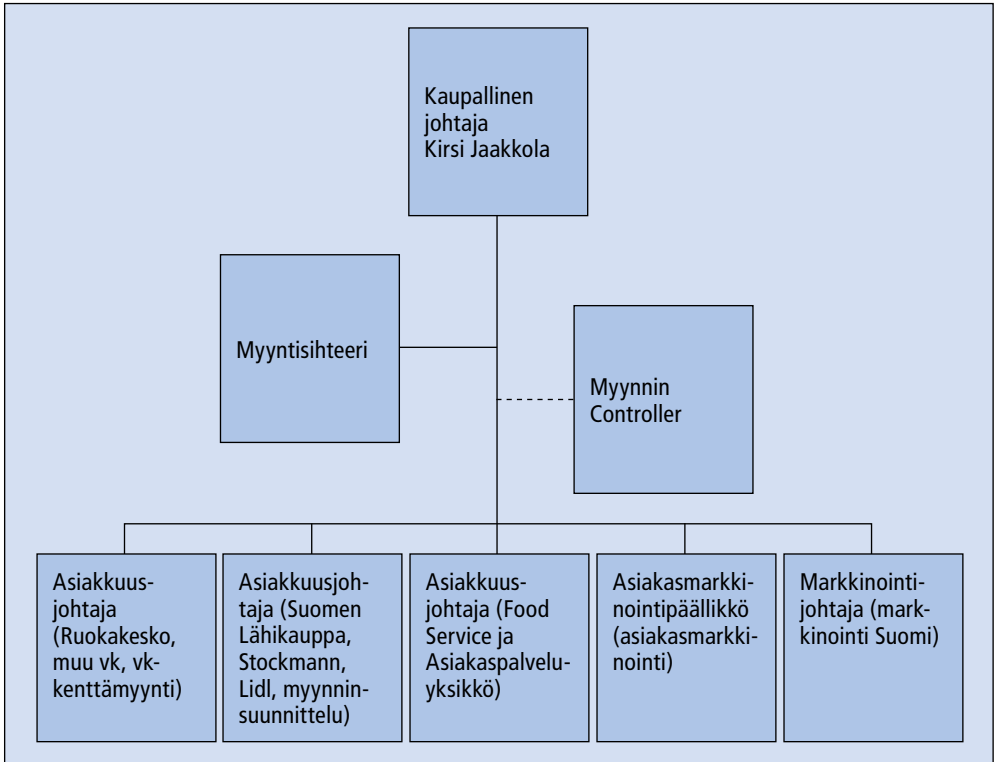 Kaupallinen
johtaja
Kirsi Jaakkola
Myyntisihteeri
Myynnin
Controller
Asiakkuus-
johtaja
(Ruokakesko,
muu vk, vk-
kenttämyynti)
Asiakkuusjoh-
taja (Suomen
Lähikauppa,
Stockmann,
Lidl, myynnin-
suunnittelu)
Asiakkuus-
johtaja (Food
Service ja
Asiakaspalvelu-
yksikkö)
Asiakasmarkki-
nointipäällikkö
(asiakasmarkki-
nointi)
Markkinointi-
johtaja (mark-
kinointi Suomi)